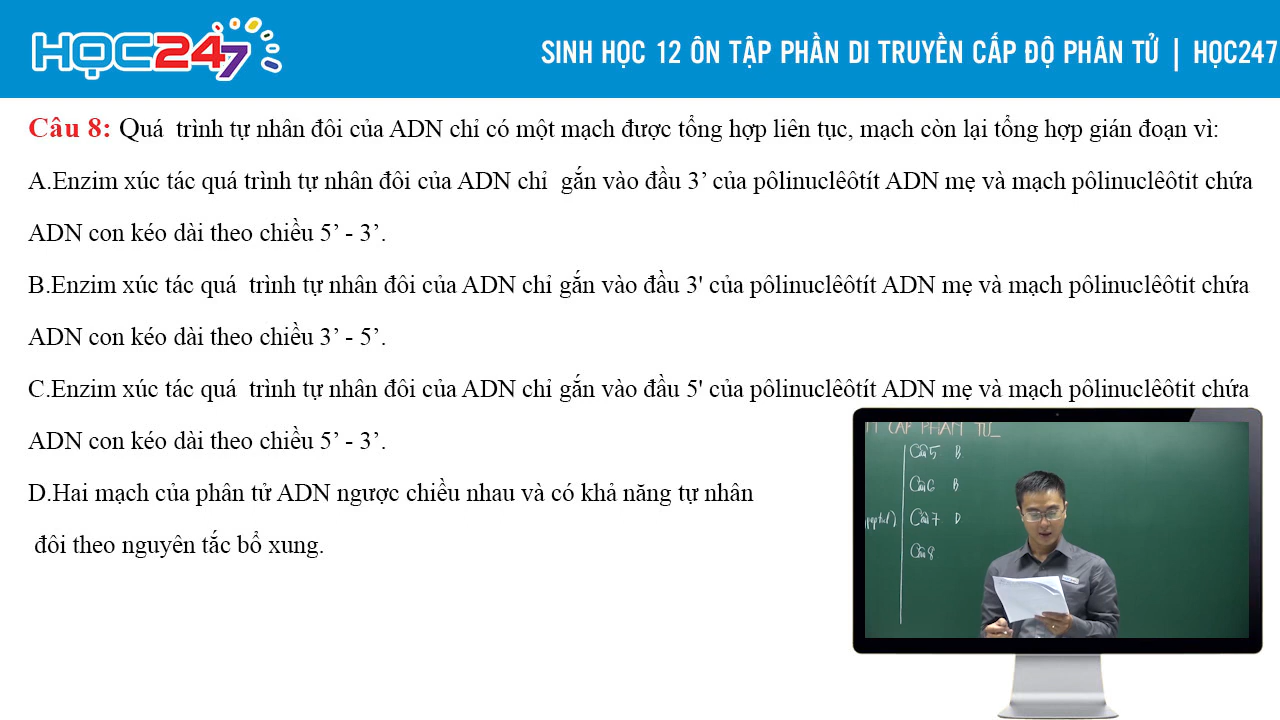 HỌC247
SINH HỌC 12 ÔN TẬP PHẦN DI TRUYỀN CẤP ĐỘ PHÂN TỬ | HỌC247
Câu 8: Quá trình tự nhân đôi của ADN chỉ có một mạch được tổng hợp liên tục, mạch còn lại tổng hợp gián đoạn vì:
A.Enzim xúc tác quá trình tự nhân đôi của ADN chỉ gắn vào đầu 3’ của pôlinuclêôtít ADN mẹ và mạch pôlinuclêôtit chứa
ADN con kéo dài theo chiều 5’ - 3’.
B.Enzim xúc tác quá trình tự nhân đôi của ADN chỉ gắn vào đầu 3' của pôlinuclêôtít ADN mẹ và mạch pôlinuclêôtit chứa
ADN con kéo dài theo chiều 3’ - 5’.
C.Enzim xúc tác quá trình tự nhân đôi của ADN chỉ gắn vào đầu 5' của pôlinuclêôtít ADN mẹ và mạch pôlinuclêôtit chứa
ADN con kéo dài theo chiều 5’ - 3’.
D.Hai mạch của phân tử ADN ngược chiều nhau và có khả năng tự nhân
đôi theo nguyên tắc bổ xung.
CẤP PHÂN TỬ
Câu 5 B
Câu 6 B
Câu 7 D
Câu 8